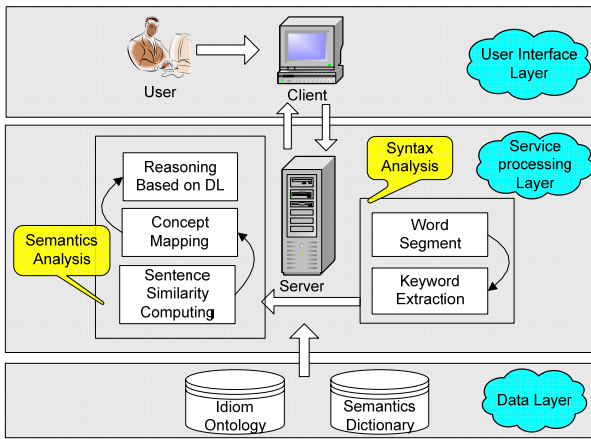 User
Client
User Interface
Layer
Service
processing
Layer
Syntax
Analysis
Reasoning
Based on DL
Concept
Mapping
Semantics
Analysis
Sentence
Similarity
Computing
Server
Word
Segment
Keyword
Extraction
Idiom
Ontology
Semantics
Dictionary
Data Layer